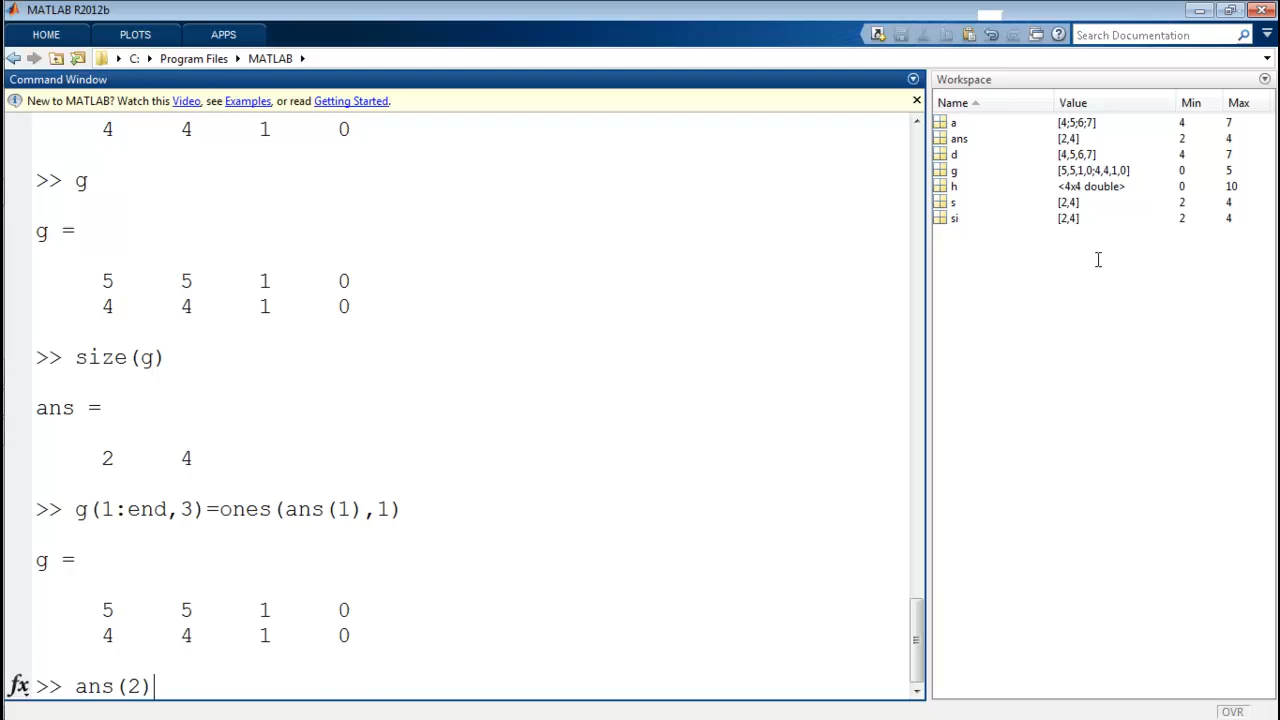 MATLAB R2012b
HOME PLOTS APPS
Search Documentation
C: Program Files MATLAB
Command Window
New to MATLAB? Watch this Video, see Examples, or read Getting Started.
4 4 1 0
>> g
g =
5 5 1 0
4 4 1 0
>> size(g)
ans =
2 4
>> g(1:end,3)=ones(ans(1),1)
g =
5 5 1 0
4 4 1 0
fx >> ans(2)
Workspace
Name Value Min Max
a [4;5;6;7] 4 7
ans [2,4] 2 4
d [4,5,6,7] 4 7
g [5,5,1,0;4,4,1,0] 0 5
h <4x4 double> 0 10
s [2,4] 2 4
si [2,4] 2 4
OVR